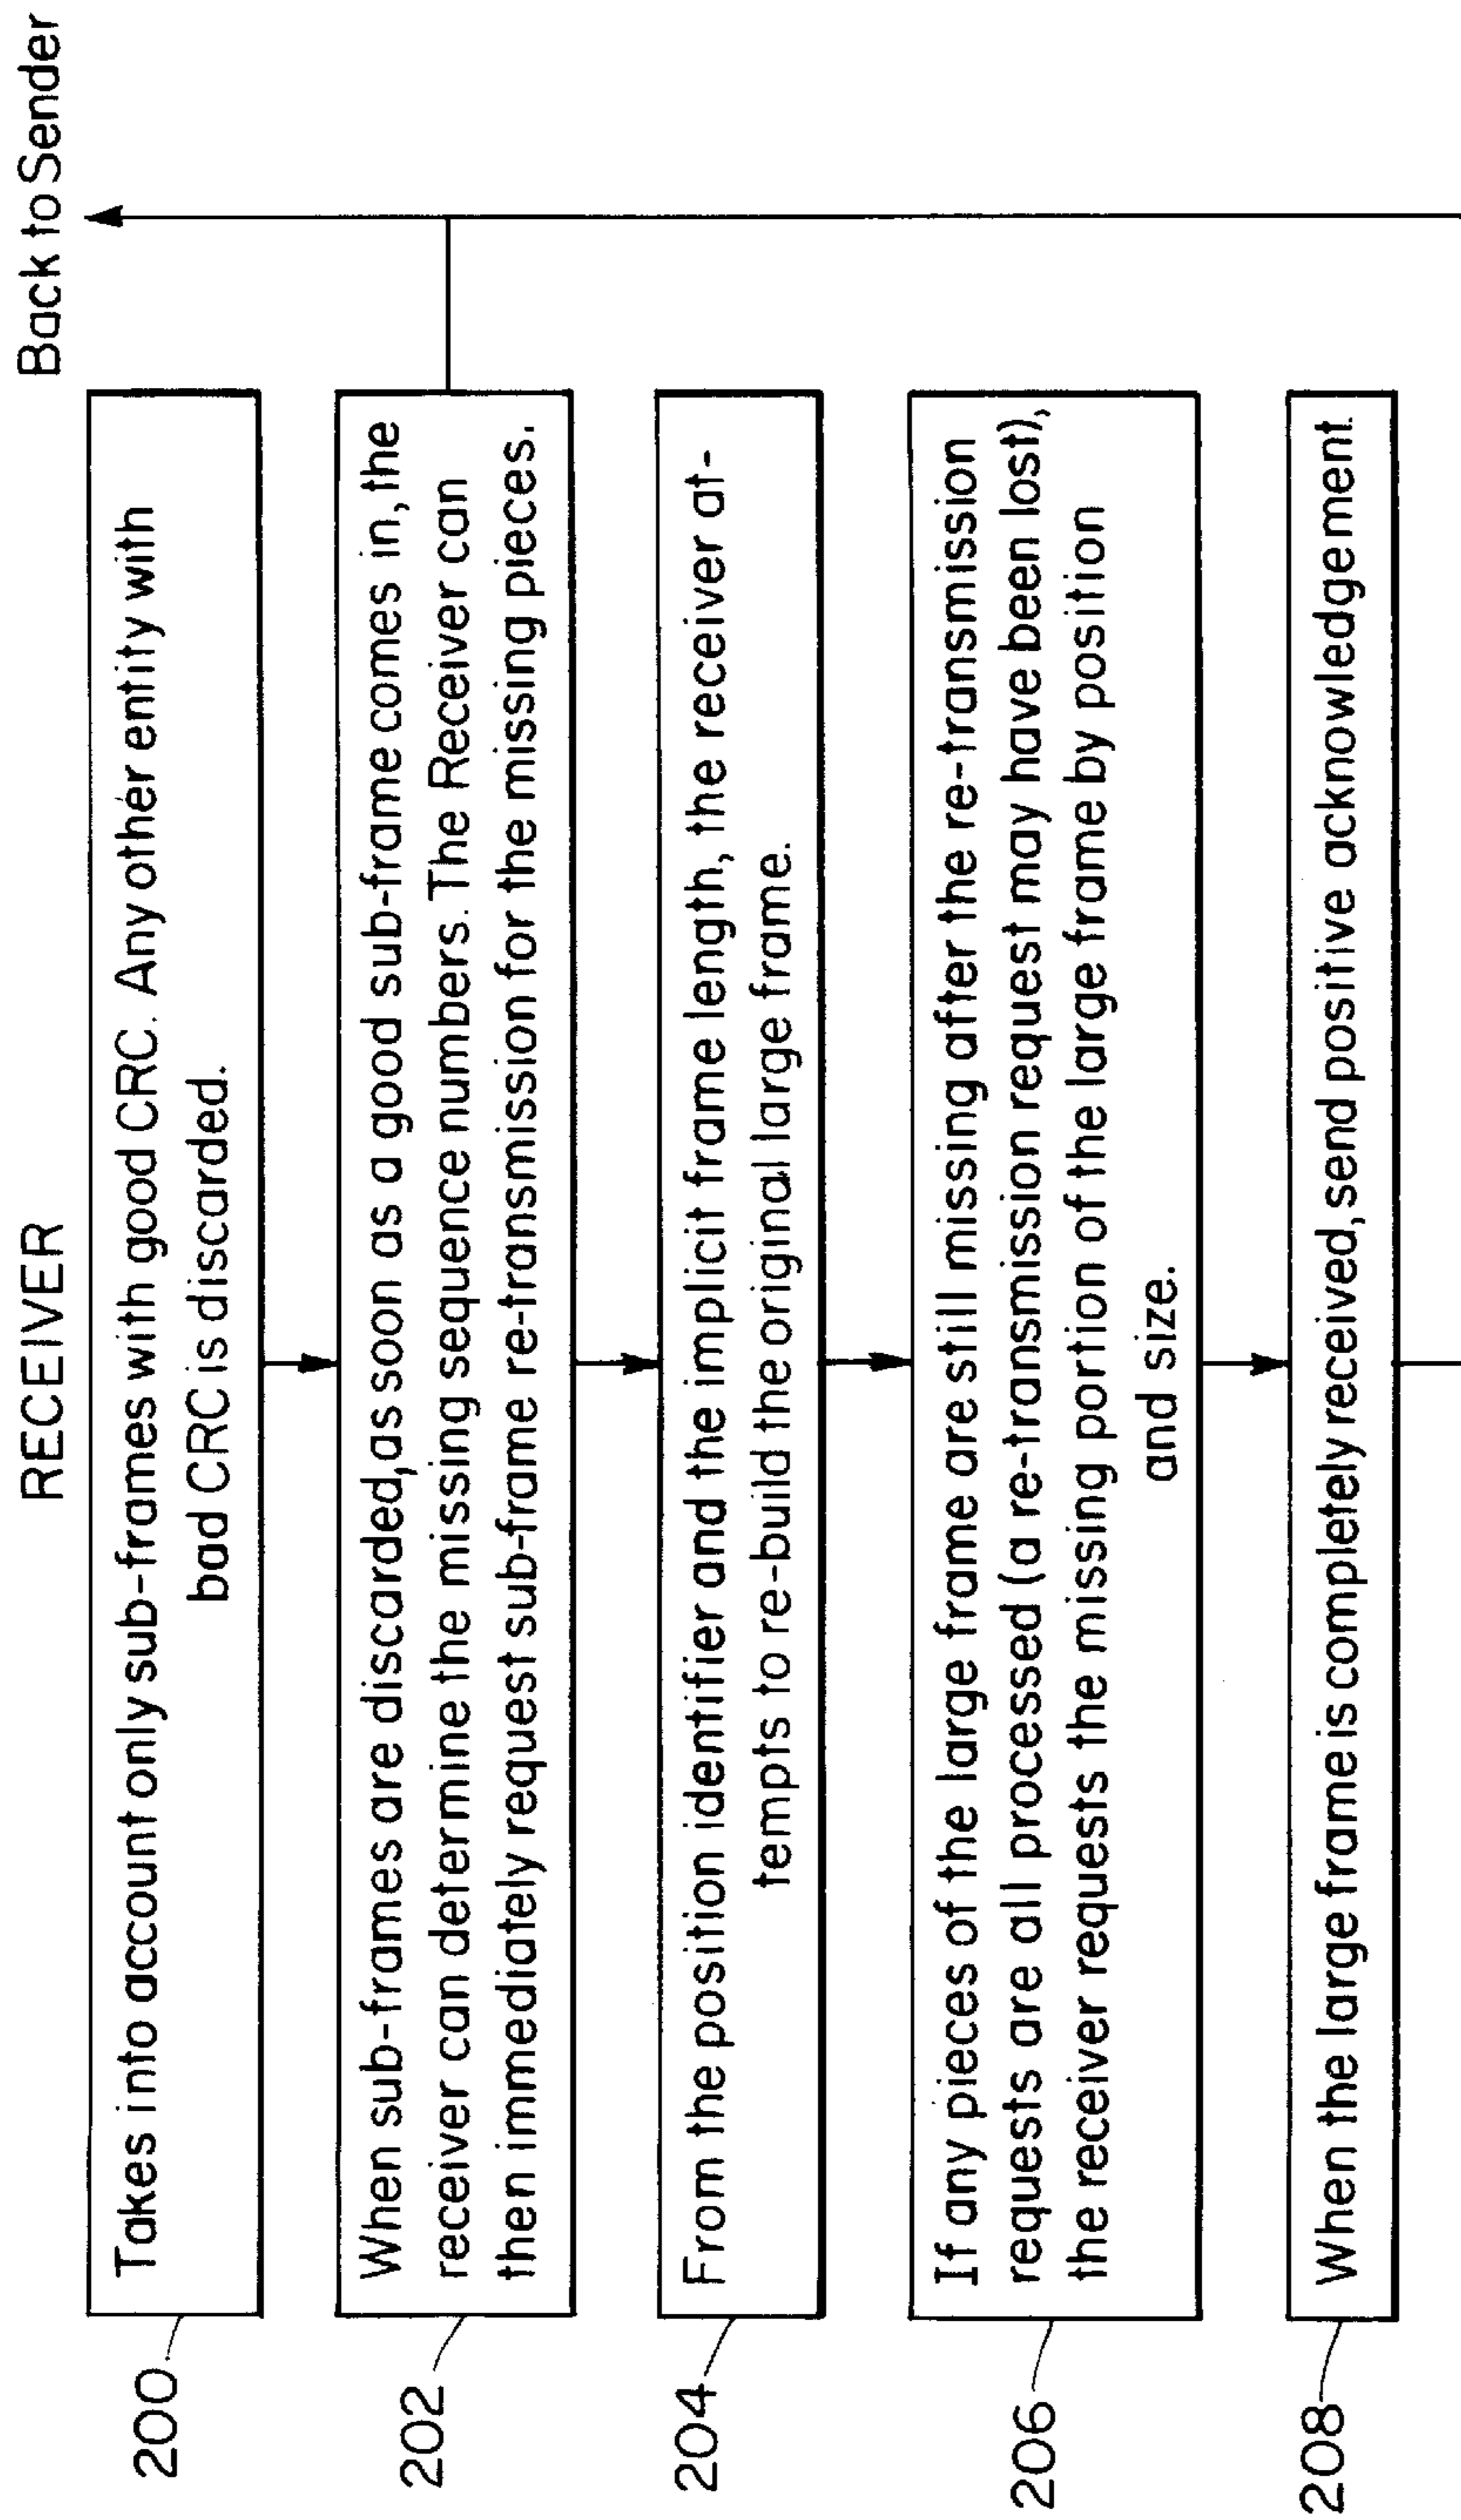 RECEIVER
Back to Sender
200
Takes into account only sub-frames with good CRC. Any other entity with
bad CRC is discarded.
202
When sub-frames are discarded, as soon as a good sub-frame comes in, the
receiver can determine the missing sequence numbers. The Receiver can
then immediately request sub-frame re-transmission for the missing pieces.
204
From the position identifier and the implicit frame length, the receiver at-
tempts to re-build the original large frame.
206
If any pieces of the large frame are still missing after the re-transmission
requests are all processed (a re-transmission request may have been lost),
the receiver requests the missing portion of the large frame by position
and size.
208
When the large frame is completely received, send positive acknowledgement.